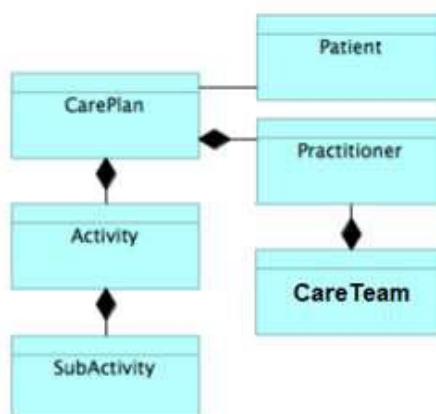 Patient
CarePlan
Practitioner
Activity
CareTeam
SubActivity